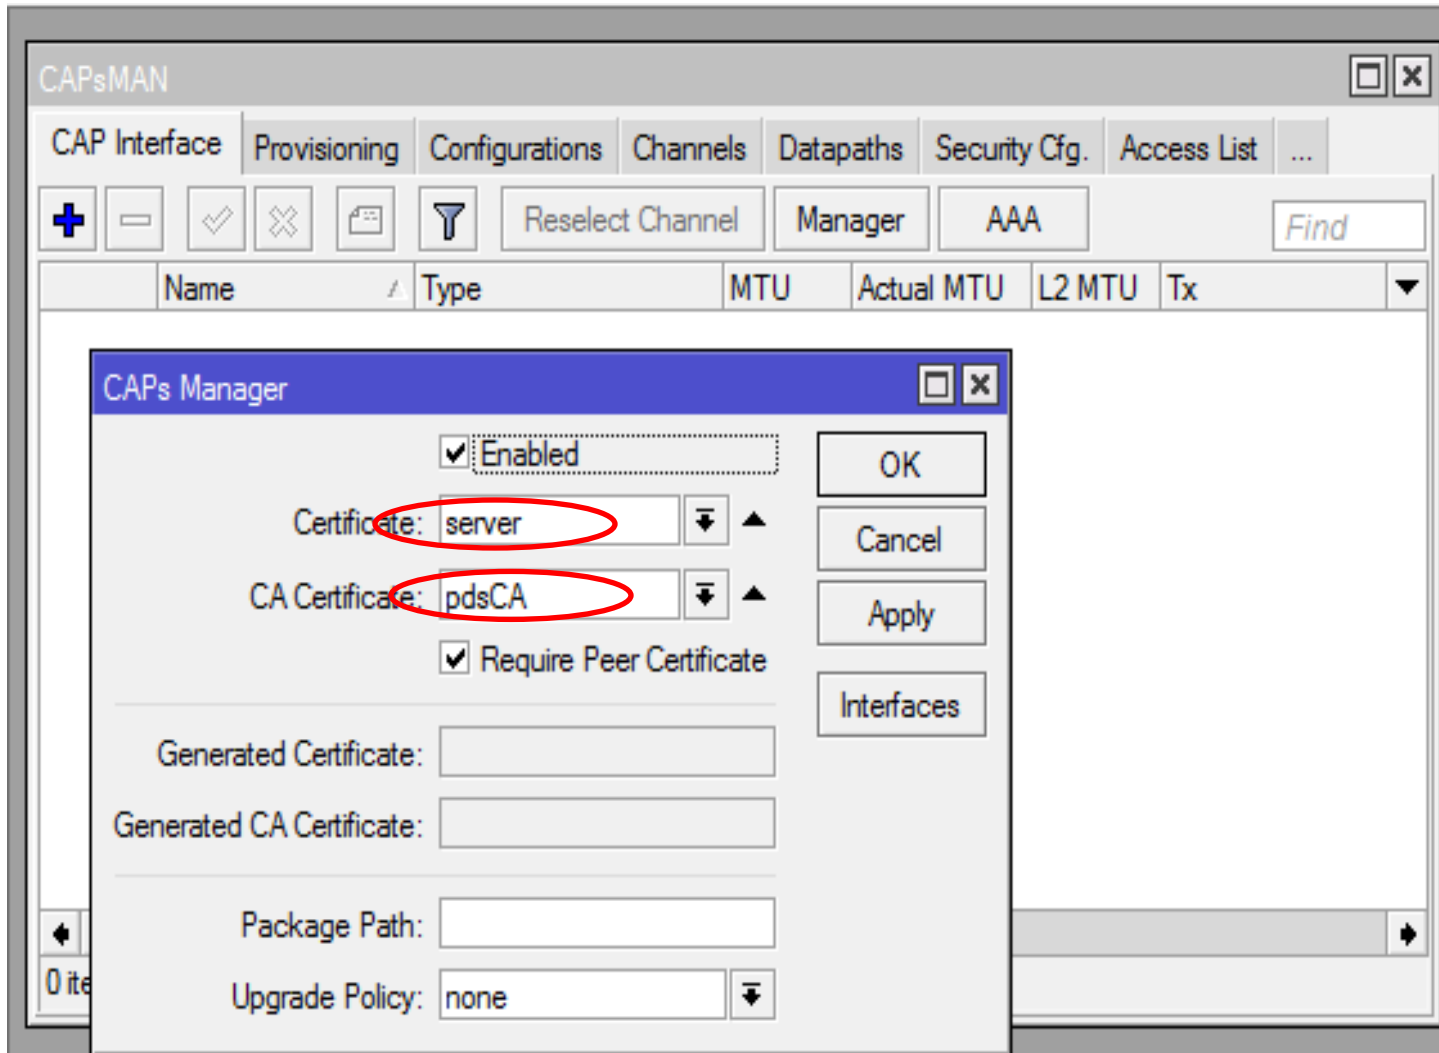 CAPsMAN
CAP Interface Provisioning Configurations Channels Datapaths Security Cfg. Access List ...
Reselect Channel Manager AAA Find
Name Type MTU Actual MTU L2 MTU Tx
CAPs Manager
Enabled
OK
Certificate: server
Cancel
CA Certificate: pdsCA
Apply
Require Peer Certificate
Interfaces
Generated Certificate:
Generated CA Certificate:
Package Path:
0 ite
Upgrade Policy: none